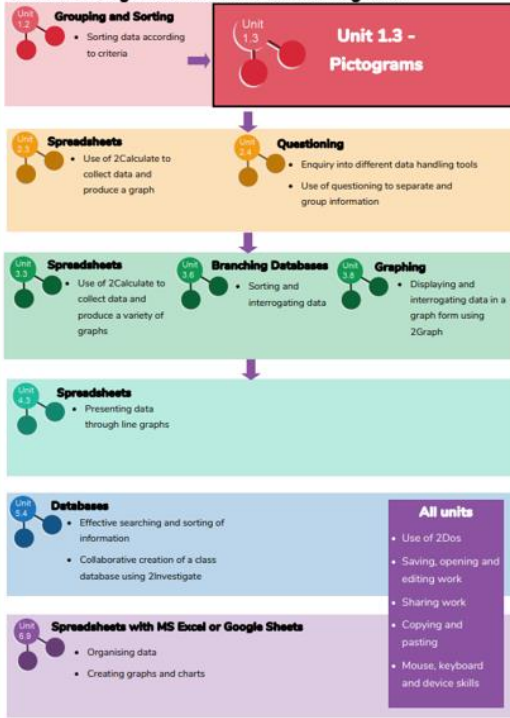 Unit
1.2
Grouping and Sorting
• Sorting data according
to criteria
Unit
1.3
Unit 1.3 -
Pictograms
Unit
2.3
Spreadsheets
• Use of 2Calculate to
collect data and
produce a graph
Unit
2.4
Questioning
• Enquiry into different data handling tools
• Use of questioning to separate and
group information
Unit
3.3
Spreadsheets
• Use of 2Calculate to
collect data and
produce a variety of
graphs
Unit
3.6
Branching Databases
• Sorting and
interrogating data
Unit
3.8
Graphing
• Displaying and
interrogating data in a
graph form using
2Graph
Unit
4.3
Spreadsheets
• Presenting data
through line graphs
Unit
5.4
Databases
• Effective searching and sorting of
information
• Collaborative creation of a class
database using 2Investigate
All units
• Use of 2Dos
• Saving, opening and
editing work
• Sharing work
• Copying and
pasting
• Mouse, keyboard
and device skills
Unit
6.9
Spreadsheets with MS Excel or Google Sheets
• Organising data
• Creating graphs and charts